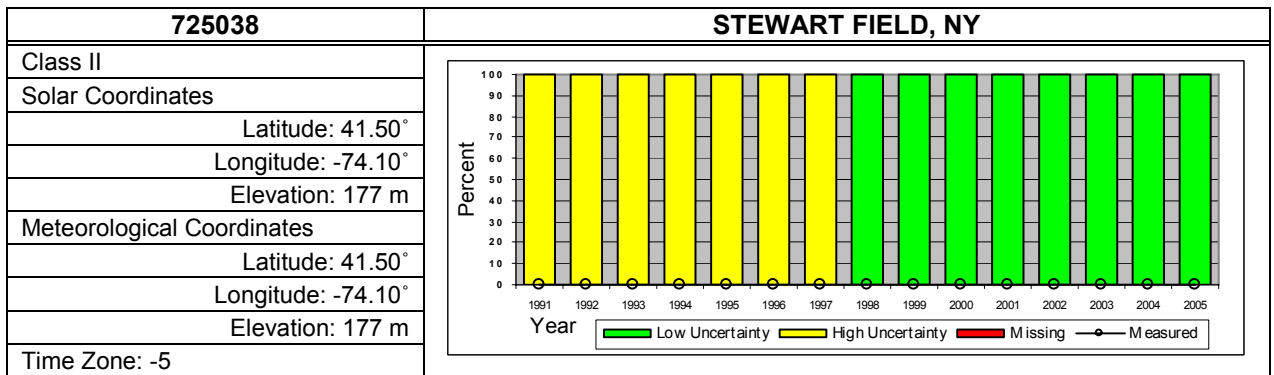 725038
STEWART FIELD, NY
Class II
Solar Coordinates
Latitude: 41.50˚
Longitude: -74.10˚
Elevation: 177 m
Meteorological Coordinates
Latitude: 41.50˚
Longitude: -74.10˚
Elevation: 177 m
Time Zone: -5
Percent
100
90
80
70
60
50
40
30
20
10
0
1991 1992 1993 1994 1995 1996 1997 1998 1999 2000 2001 2002 2003 2004 2005
Year
Low Uncertainty High Uncertainty Missing Measured